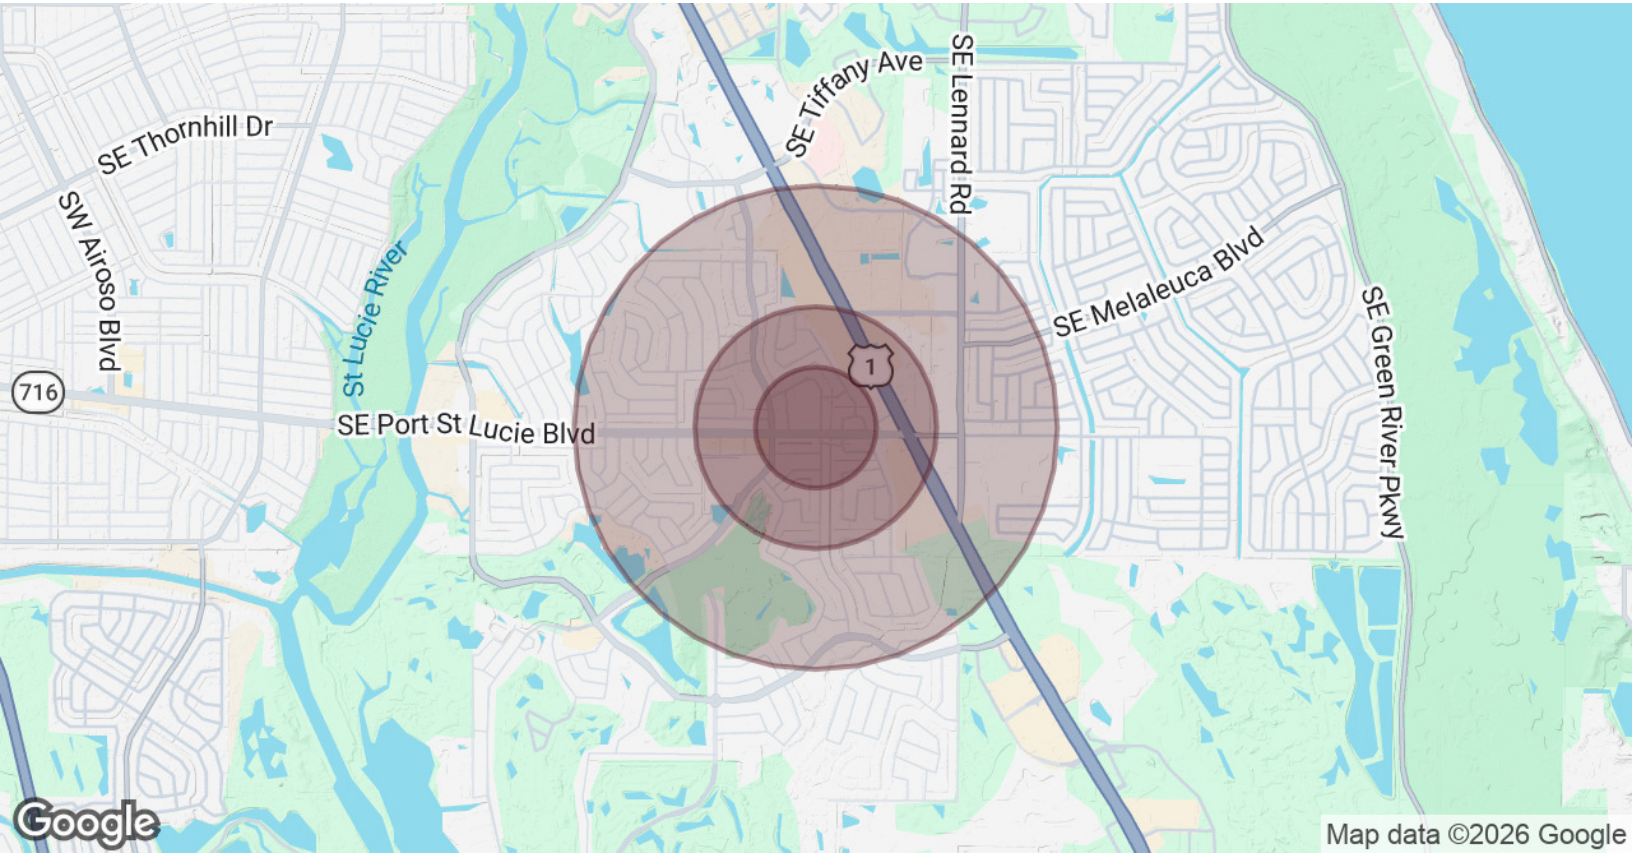 SE Tiffany Ave
SE Lennard Rd
SE Thornhill Dr
SW Airoso Blvd
St Lucie River
SE Melaleuca Blvd
SE Green River Pkwy
1
716
SE Port St Lucie Blvd
Google
Map data ©2026 Google